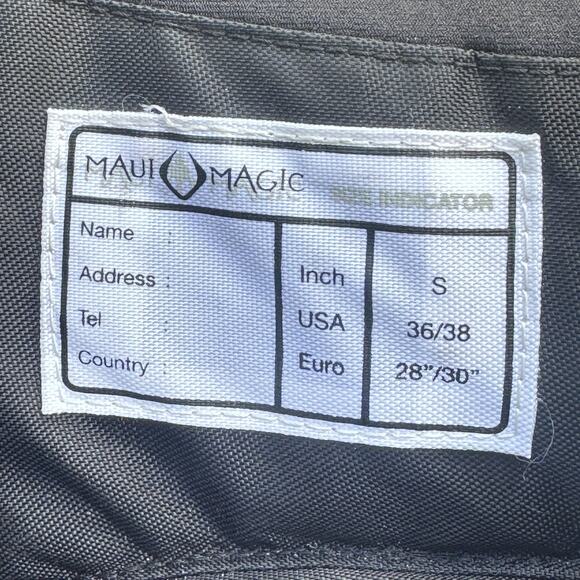 MAUI MAGIC SIZE INDICATOR
Name : Inch S
Address : USA 36/38
Tel : Euro 28"/30"
Country :